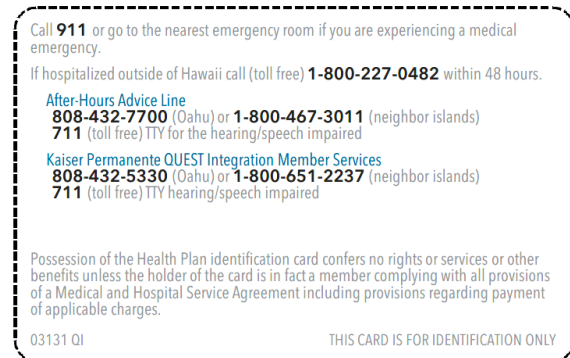 Call 911 or go to the nearest emergency room if you are experiencing a medical
emergency.
If hospitalized outside of Hawaii call (toll free) 1-800-227-0482 within 48 hours.
After-Hours Advice Line
808-432-7700 (Oahu) or 1-800-467-3011 (neighbor islands)
711 (toll free) TTY for the hearing/speech impaired
Kaiser Permanente QUEST Integration Member Services
808-432-5330 (Oahu) or 1-800-651-2237 (neighbor islands)
711 (toll free) TTY hearing/speech impaired
Possession of the Health Plan identification card confers no rights or services or other
benefits unless the holder of the card is in fact a member complying with all provisions
of a Medical and Hospital Service Agreement including provisions regarding payment
of applicable charges.
03131 QI THIS CARD IS FOR IDENTIFICATION ONLY